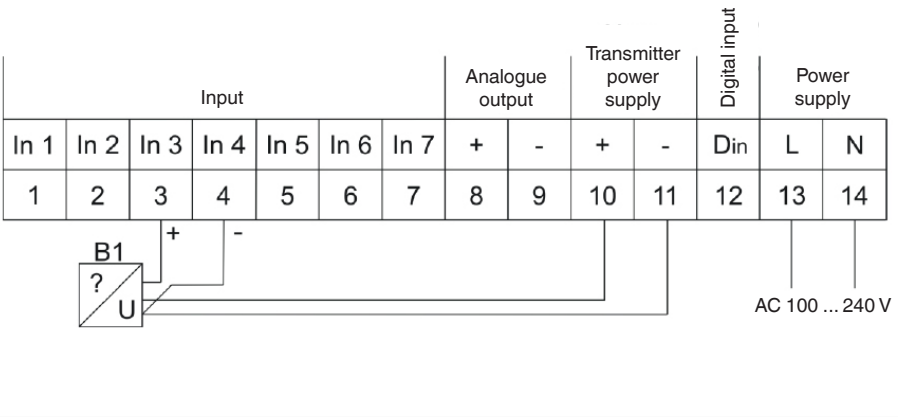 Input
Analogue
output
Transmitter
power
supply
Digital input
Power
supply
In 1 In 2 In 3 In 4 In 5 In 6 In 7 + - + - Din L N
1 2 3 4 5 6 7 8 9 10 11 12 13 14
+ -
B1
?
U
AC 100 ... 240 V